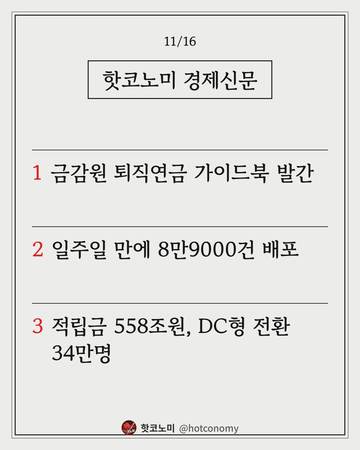 11/16
핫코노미 경제신문
1 금감원 퇴직연금 가이드북 발간
2 일주일 만에 8만9000건 배포
3 적립금 558조원, DC형 전환
34만명
핫코노미 @hotconomy